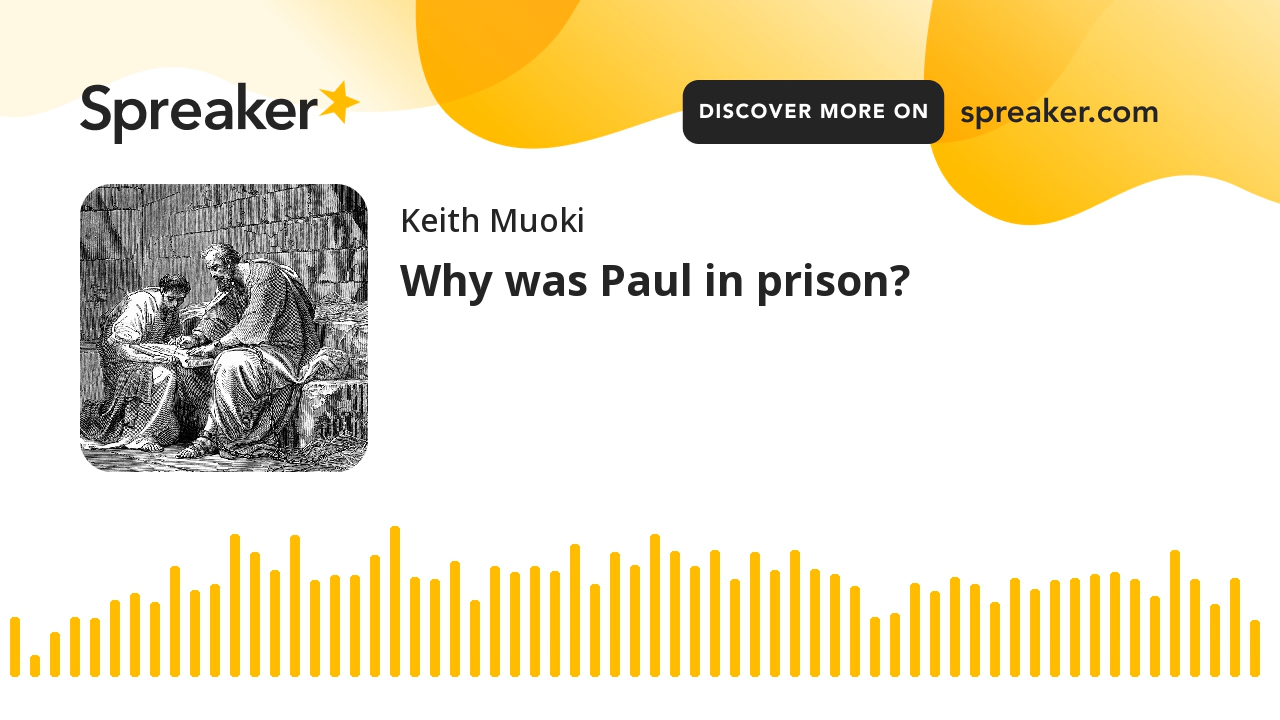 Spreaker
DISCOVER MORE ON spreaker.com
Keith Muoki
Why was Paul in prison?